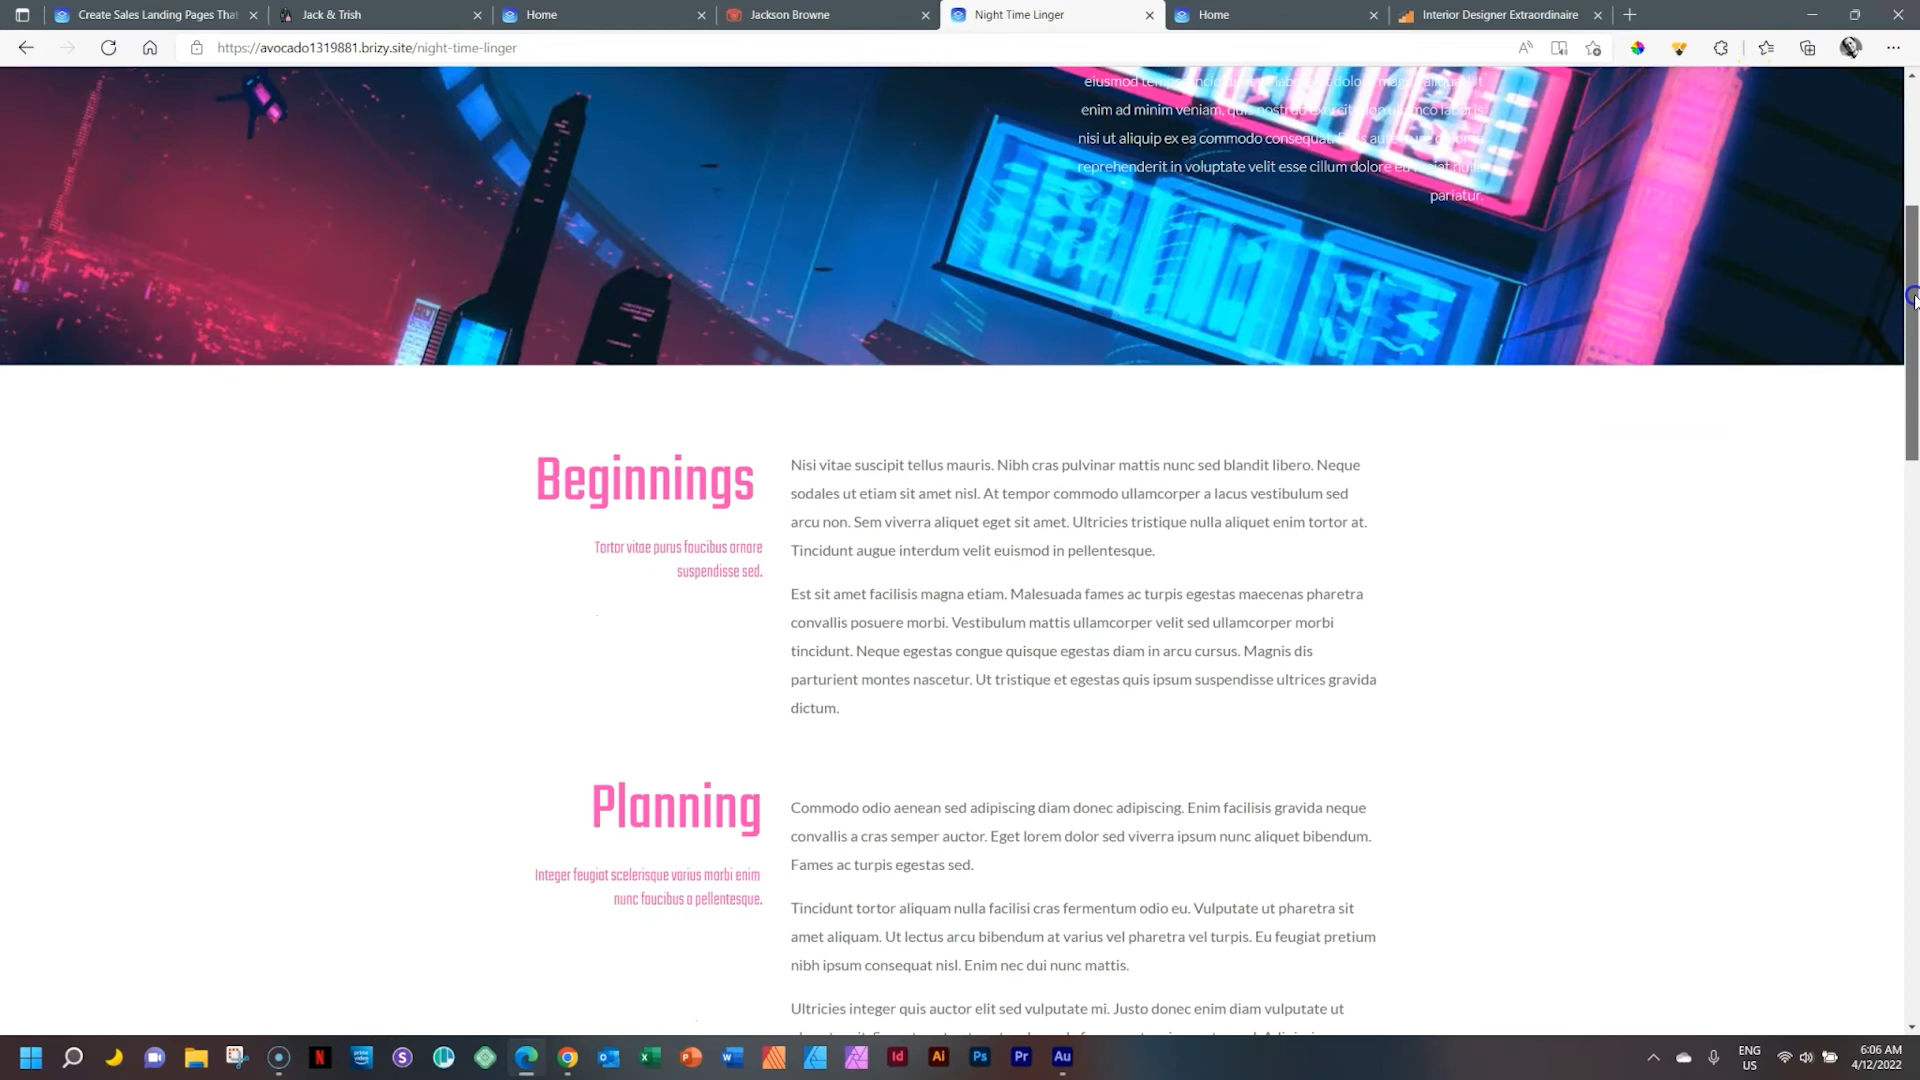 Create Sales Landing Pages That
Jack & Trish
Home
Jackson Browne
Night Time Linger
Home
Interior Designer Extraordinaire
https://avocado1319881.brizy.site/night-time-linger
enim ad minim veniam, quis nostrud
nisi ut aliquip ex ea commodo consequat.
reprehenderit in voluptate velit esse cillum dolore eu
pariatur.
Beginnings
Tortor vitae purus faucibus ornare
suspendisse sed.
Nisi vitae suscipit tellus mauris. Nibh cras pulvinar mattis nunc sed blandit libero. Neque
sodales ut etiam sit amet nisl. At tempor commodo ullamcorper a lacus vestibulum sed
arcu non. Sem viverra aliquet eget sit amet. Ultricies tristique nulla aliquet enim tortor at.
Tincidunt augue interdum velit euismod in pellentesque.
Est sit amet facilisis magna etiam. Malesuada fames ac turpis egestas maecenas pharetra
convallis posuere morbi. Vestibulum mattis ullamcorper velit sed ullamcorper morbi
tincidunt. Neque egestas congue quisque egestas diam in arcu cursus. Magnis dis
parturient montes nascetur. Ut tristique et egestas quis ipsum suspendisse ultrices gravida
dictum.
Planning
Integer feugiat scelerisque varius morbi enim
nunc faucibus a pellentesque.
Commodo odio aenean sed adipiscing diam donec adipiscing. Enim facilisis gravida neque
convallis a cras semper auctor. Eget lorem dolor sed viverra ipsum nunc aliquet bibendum.
Fames ac turpis egestas sed.
Tincidunt tortor aliquam nulla facilisi cras fermentum odio eu. Vulputate ut pharetra sit
amet aliquam. Ut lectus arcu bibendum at varius vel pharetra vel turpis. Eu feugiat pretium
nibh ipsum consequat nisl. Enim nec dui nunc mattis.
Ultricies integer quis auctor elit sed vulputate mi. Justo donec enim diam vulputate ut
ENG
US
6:06 AM
4/12/2022